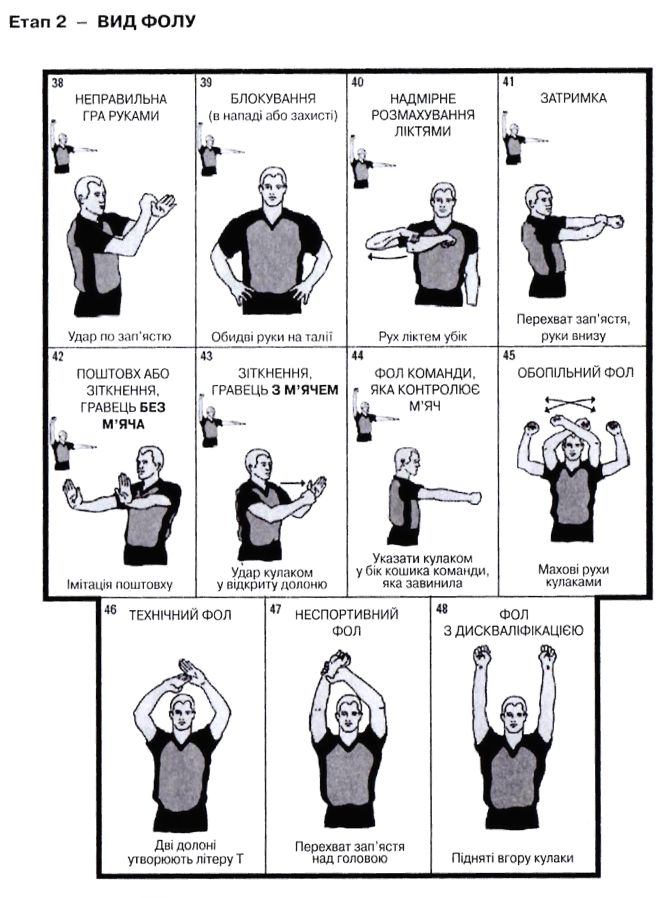 Етап 2 – ВИД ФОЛУ
38
НЕПРАВИЛЬНА
ГРА РУКАМИ
Удар по зап'ястю
39
БЛОКУВАННЯ
(в нападі або захисті)
Обидві руки на талії
40
НАДМІРНЕ
РОЗМАХУВАННЯ
ЛІКТЯМИ
Рух ліктем убік
41
ЗАТРИМКА
Перехват зап'ястя,
руки внизу
42
ПОШТОВХ АБО
ЗІТКНЕННЯ,
ГРАВЕЦЬ БЕЗ
М'ЯЧА
Імітація поштовху
43
ЗІТКНЕННЯ,
ГРАВЕЦЬ З М'ЯЧЕМ
Удар кулаком
у відкриту долоню
44
ФОЛ КОМАНДИ,
ЯКА КОНТРОЛЮЄ
М'ЯЧ
Указати кулаком
у бік кошика команди,
яка завинила
45
ОБОПІЛЬНИЙ ФОЛ
Махові рухи
кулаками
46
ТЕХНІЧНИЙ ФОЛ
Дві долоні
утворюють літеру Т
47
НЕСПОРТИВНИЙ
ФОЛ
Перехват зап'ястя
над головою
48
ФОЛ
З ДИСКВАЛІФІКАЦІЄЮ
Підняті вгору кулаки